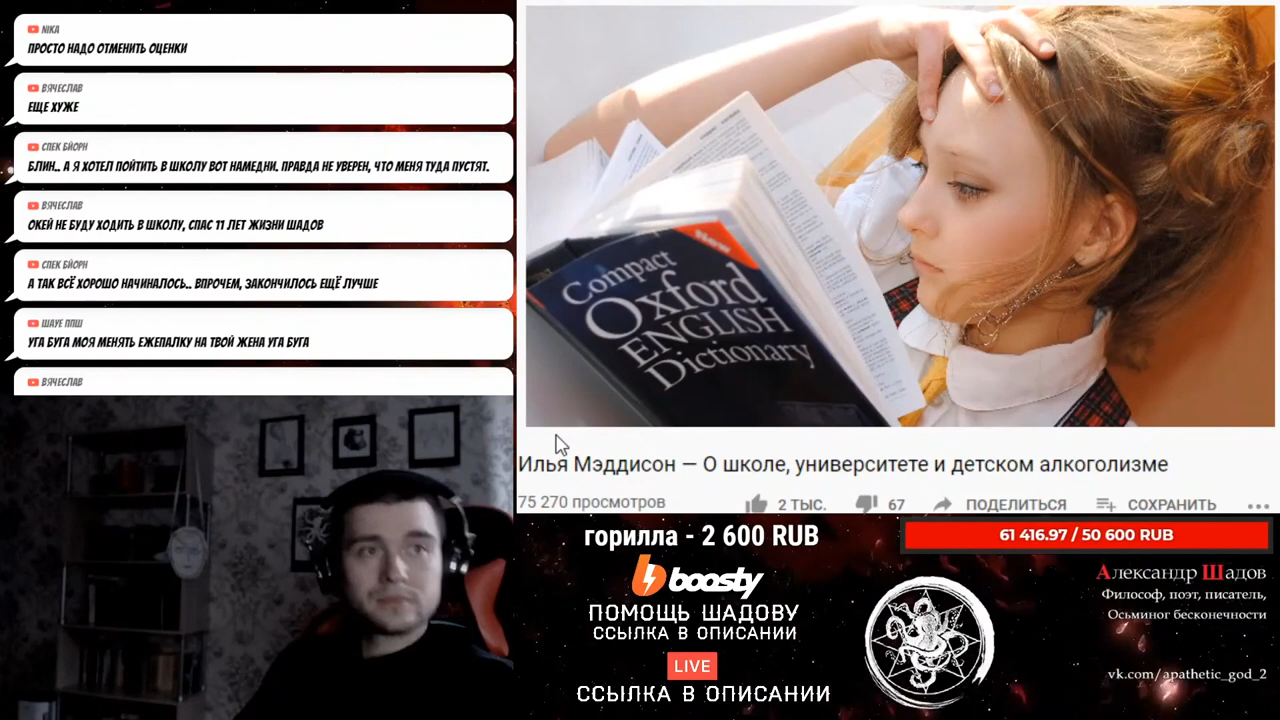 NIKA
ПРОСТО НАДО ОТМЕНИТЬ ОЦЕНКИ
ВЯЧЕСЛАВ
ЕЩЕ ХУЖЕ
СПЕК БЙОРН
БЛИН.. А Я ХОТЕЛ ПОЙТИТЬ В ШКОЛУ ВОТ НАМЕДНИ. ПРАВДА НЕ УВЕРЕН, ЧТО МЕНЯ ТУДА ПУСТЯТ.
ВЯЧЕСЛАВ
ОКЕЙ НЕ БУДУ ХОДИТЬ В ШКОЛУ, СПАС 11 ЛЕТ ЖИЗНИ ШАДОВ
СПЕК БЙОРН
А ТАК ВСЁ ХОРОШО НАЧИНАЛОСЬ.. ВПРОЧЕМ, ЗАКОНЧИЛОСЬ ЕЩЁ ЛУЧШЕ
ШАУЕ ППШ
УГА БУГА МОЯ МЕНЯТЬ ЕЖЕПАЛКУ НА ТВОЙ ЖЕНА УГА БУГА
ВЯЧЕСЛАВ
New
Compact
Oxford
ENGLISH
Dictionary
Илья Мэддисон — О школе, университете и детском алкоголизме
75 270 просмотров
2 ТЫС.
67
ПОДЕЛИТЬСЯ
СОХРАНИТЬ
горилла - 2 600 RUB
boosty
ПОМОЩЬ ШАДОВУ
ССЫЛКА В ОПИСАНИИ
LIVE
ССЫЛКА В ОПИСАНИИ
61 416.97 / 50 600 RUB
Александр Шадов
Философ, поэт, писатель,
Осьминог бесконечности
vk.com/apathetic_god_2